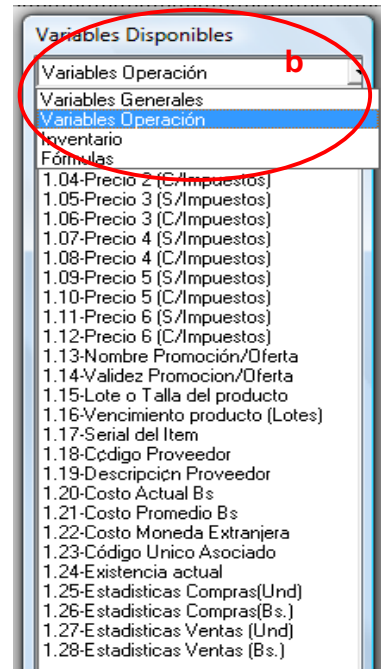 Variables Disponibles
Variables Operación
b
Variables Generales
Variables Operación
Inventario
Fórmulas
1.04-Precio 2 (C/Impuestos)
1.05-Precio 3 (S/Impuestos)
1.06-Precio 3 (C/Impuestos)
1.07-Precio 4 (S/Impuestos)
1.08-Precio 4 (C/Impuestos)
1.09-Precio 5 (S/Impuestos)
1.10-Precio 5 (C/Impuestos)
1.11-Precio 6 (S/Impuestos)
1.12-Precio 6 (C/Impuestos)
1.13-Nombre Promoción/Oferta
1.14-Validez Promocion/Oferta
1.15-Lote o Talla del producto
1.16-Vencimiento producto (Lotes)
1.17-Serial del Item
1.18-C¢digo Proveedor
1.19-Descripci¢n Proveedor
1.20-Costo Actual Bs
1.21-Costo Promedio Bs
1.22-Costo Moneda Extranjera
1.23-Código Unico Asociado
1.24-Existencia actual
1.25-Estadisticas Compras(Und)
1.26-Estadisticas Compras(Bs.)
1.27-Estadisticas Ventas (Und)
1.28-Estadisticas Ventas (Bs.)